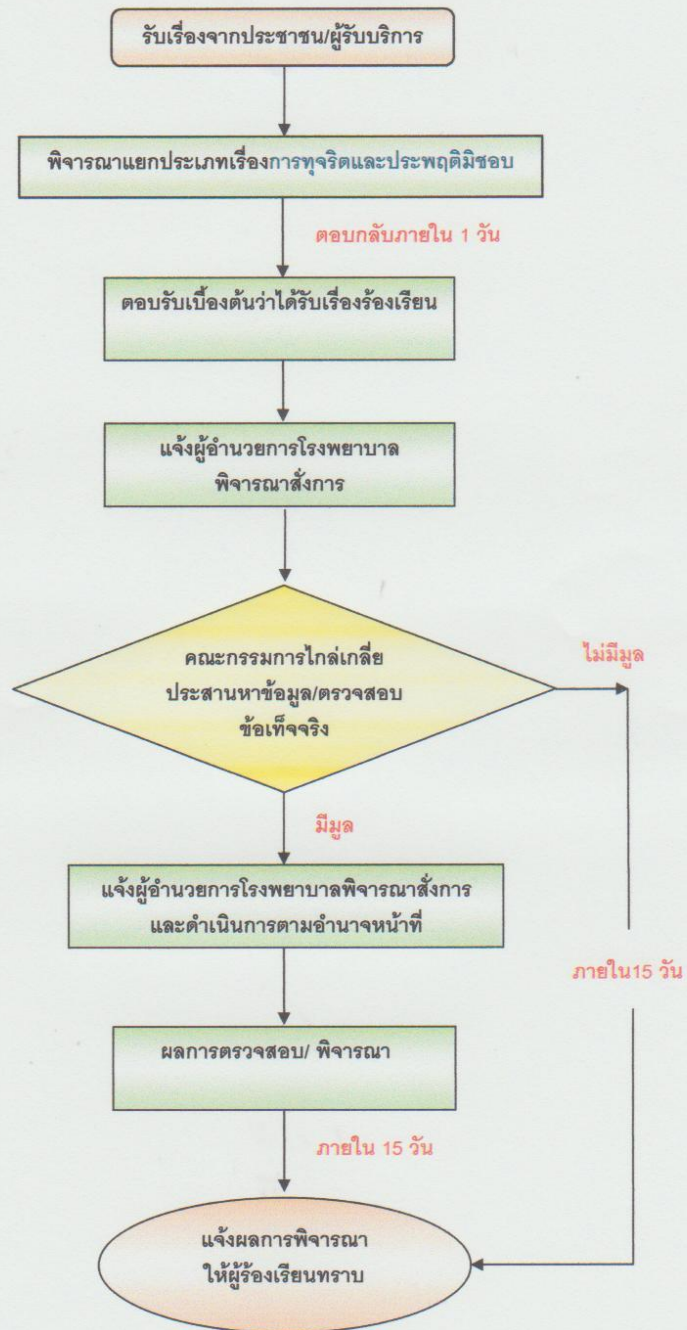 รับเรื่องจากประชาชน/ผู้รับบริการ
พิจารณาแยกประเภทเรื่องการทุจริตและประพฤติมิชอบ
ตอบกลับภายใน 1 วัน
ตอบรับเบื้องต้นว่าได้รับเรื่องร้องเรียน
แจ้งผู้อำนวยการโรงพยาบาล
พิจารณาสั่งการ
คณะกรรมการไกล่เกลี่ย
ประสานหาข้อมูล/ตรวจสอบ
ข้อเท็จจริง
ไม่มีมูล
มีมูล
แจ้งผู้อำนวยการโรงพยาบาลพิจารณาสั่งการ
และดำเนินการตามอำนาจหน้าที่
ภายใน15 วัน
ผลการตรวจสอบ/ พิจารณา
ภายใน 15 วัน
แจ้งผลการพิจารณา
ให้ผู้ร้องเรียนทราบ